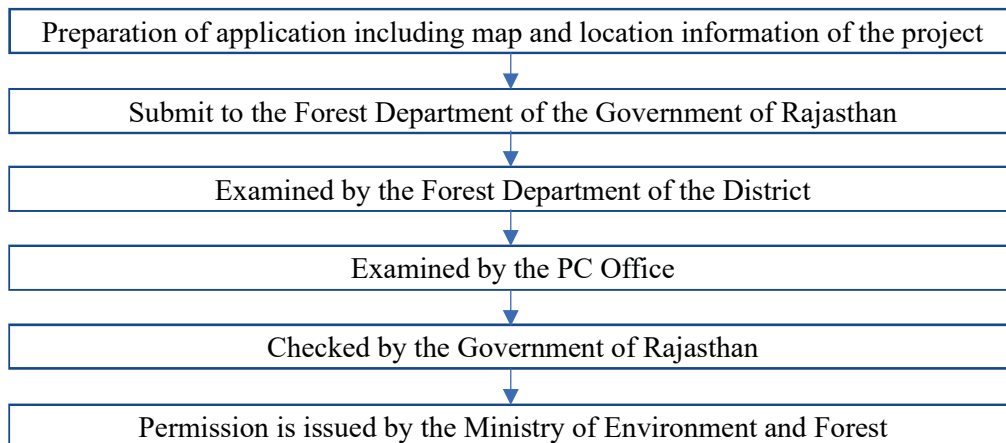 Preparation of application including map and location information of the project
Submit to the Forest Department of the Government of Rajasthan
Examined by the Forest Department of the District
Examined by the PC Office
Checked by the Government of Rajasthan
Permission is issued by the Ministry of Environment and Forest